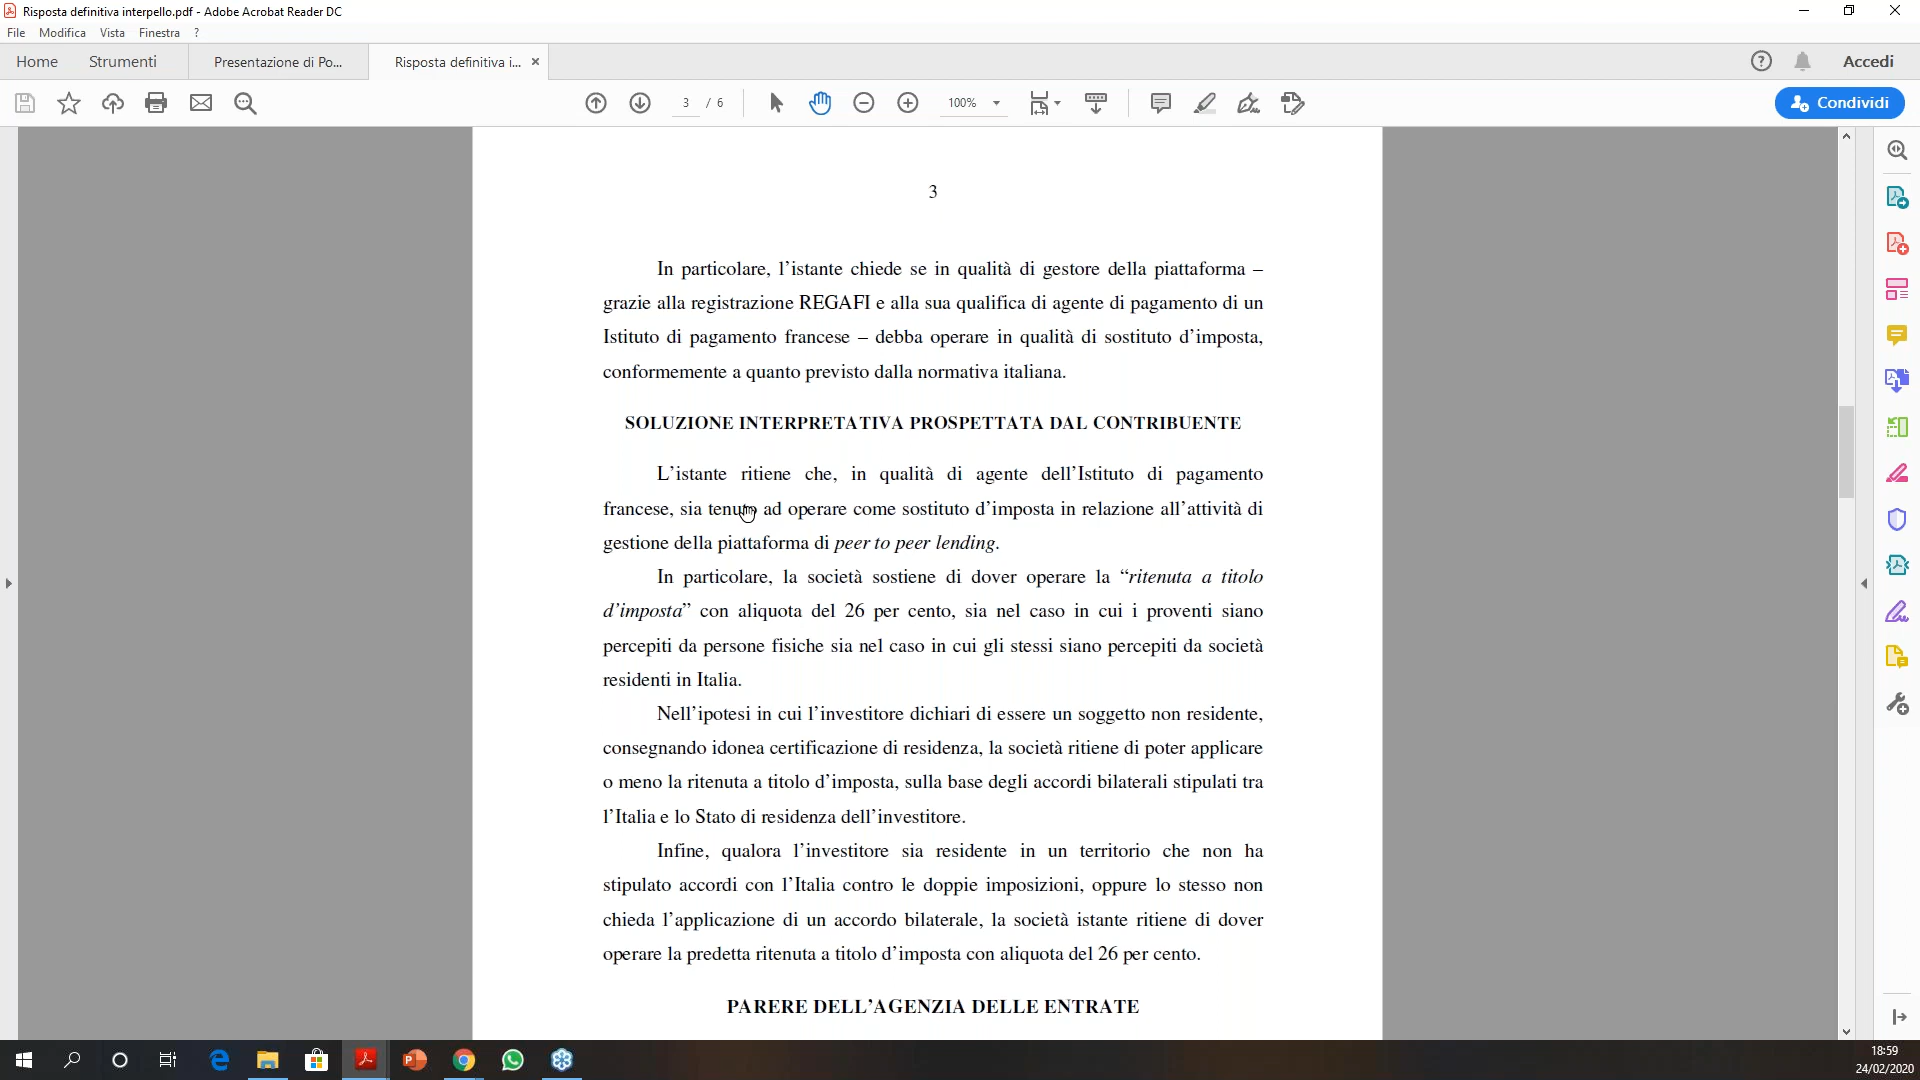 Risposta definitiva interpello.pdf - Adobe Acrobat Reader DC
File Modifica Vista Finestra ?
Home Strumenti Presentazione di Po... Risposta definitiva i... × Accedi
3 / 6 100% Condividi
3
In particolare, l’istante chiede se in qualità di gestore della piattaforma –
grazie alla registrazione REGAFI e alla sua qualifica di agente di pagamento di un
Istituto di pagamento francese – debba operare in qualità di sostituto d’imposta,
conformemente a quanto previsto dalla normativa italiana.
SOLUZIONE INTERPRETATIVA PROSPETTATA DAL CONTRIBUENTE
L’istante ritiene che, in qualità di agente dell’Istituto di pagamento
francese, sia tenuto ad operare come sostituto d’imposta in relazione all’attività di
gestione della piattaforma di peer to peer lending.
In particolare, la società sostiene di dover operare la “ritenuta a titolo
d’imposta” con aliquota del 26 per cento, sia nel caso in cui i proventi siano
percepiti da persone fisiche sia nel caso in cui gli stessi siano percepiti da società
residenti in Italia.
Nell’ipotesi in cui l’investitore dichiari di essere un soggetto non residente,
consegnando idonea certificazione di residenza, la società ritiene di poter applicare
o meno la ritenuta a titolo d’imposta, sulla base degli accordi bilaterali stipulati tra
l’Italia e lo Stato di residenza dell’investitore.
Infine, qualora l’investitore sia residente in un territorio che non ha
stipulato accordi con l’Italia contro le doppie imposizioni, oppure lo stesso non
chieda l’applicazione di un accordo bilaterale, la società istante ritiene di dover
operare la predetta ritenuta a titolo d’imposta con aliquota del 26 per cento.
PARERE DELL’AGENZIA DELLE ENTRATE
18:59
24/02/2020